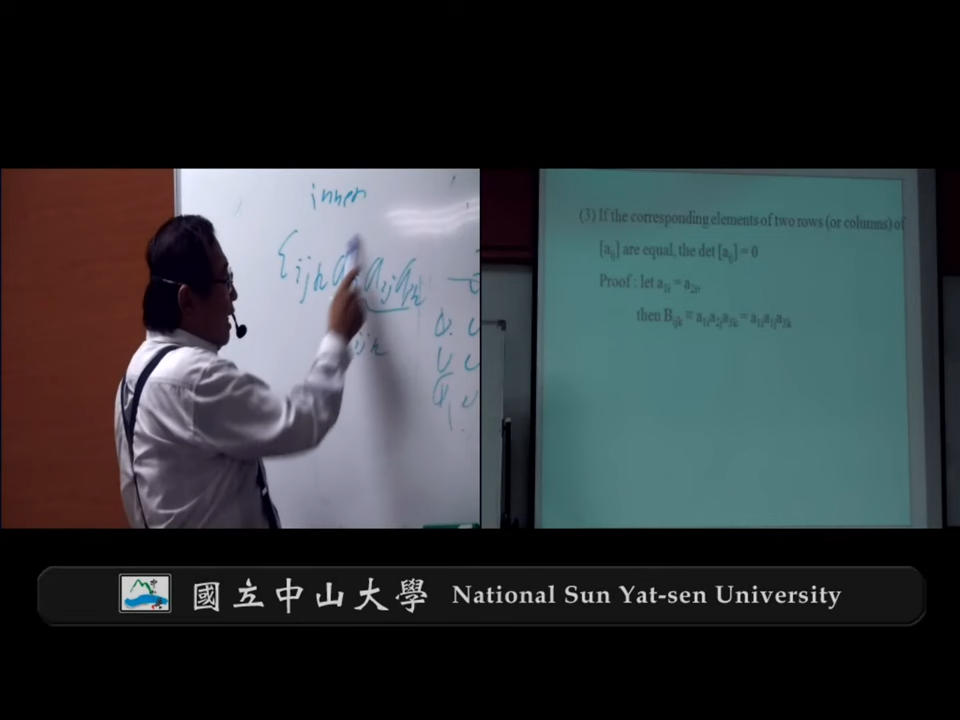 inner
(3) If the corresponding elements of two rows (or columns) of
[aij] are equal, the det [aij] = 0
Proof : let a1i = a2i,
then Bijk = a1ia2ja3k = a1ia1ja3k
國立中山大學 National Sun Yat-sen University